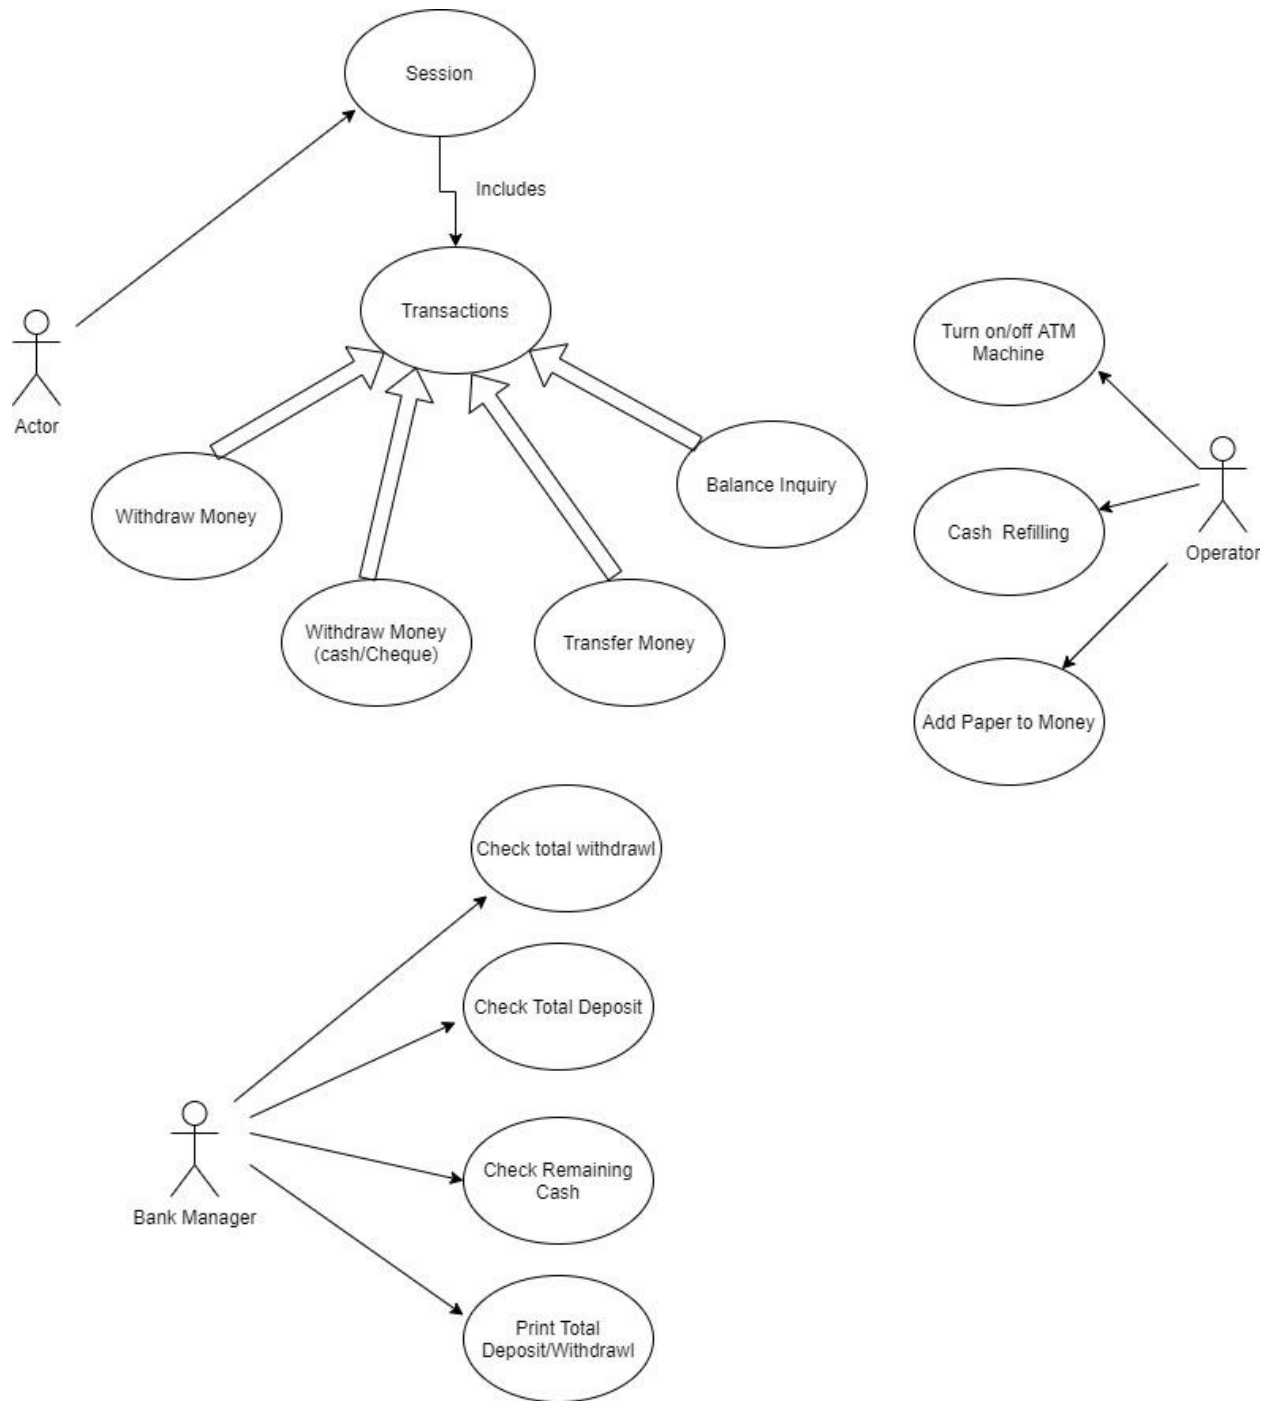 Session
Includes
Transactions
Actor
Withdraw Money
Withdraw Money
(cash/Cheque)
Transfer Money
Balance Inquiry
Turn on/off ATM
Machine
Cash Refilling
Operator
Add Paper to Money
Check total withdrawl
Check Total Deposit
Check Remaining
Cash
Bank Manager
Print Total
Deposit/Withdrawl